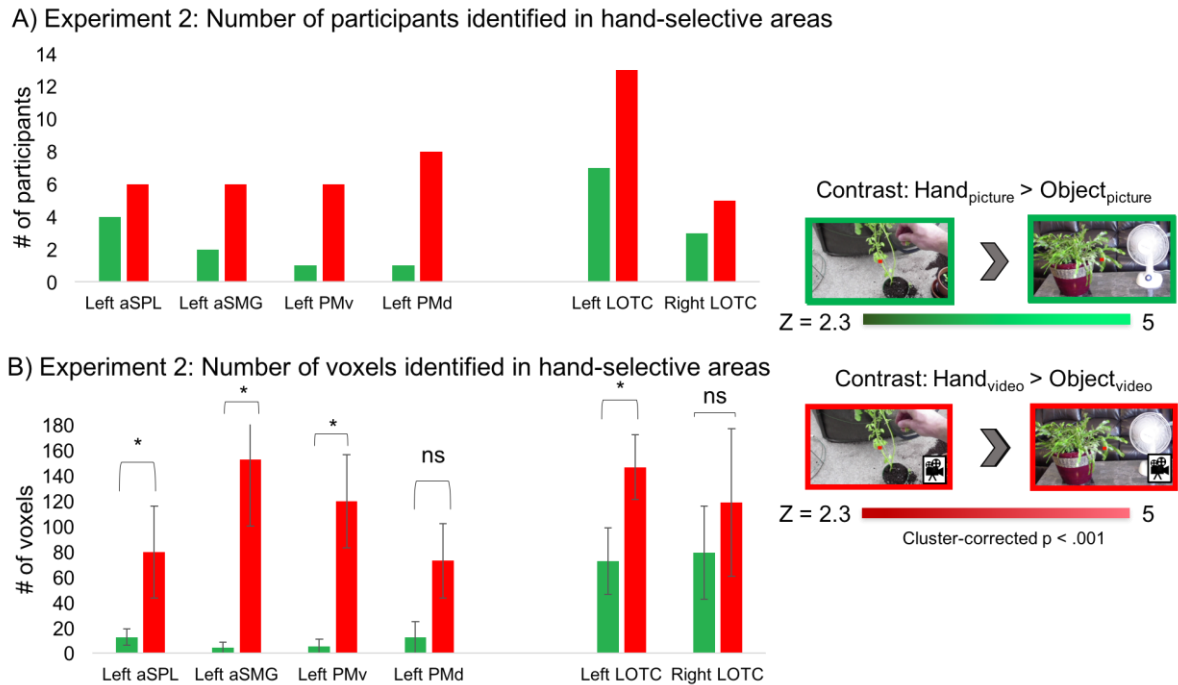 A) Experiment 2: Number of participants identified in hand-selective areas
# of participants
14
12
10
8
6
4
2
0
Left aSPL Left aSMG Left PMv Left PMd Left LOTC Right LOTC
Contrast: Hand_picture > Object_picture
Z = 2.3 5
B) Experiment 2: Number of voxels identified in hand-selective areas
# of voxels
180
160
140
120
100
80
60
40
20
0
* * * ns * ns
Left aSPL Left aSMG Left PMv Left PMd Left LOTC Right LOTC
Contrast: Hand_video > Object_video
Z = 2.3 5
Cluster-corrected p < .001